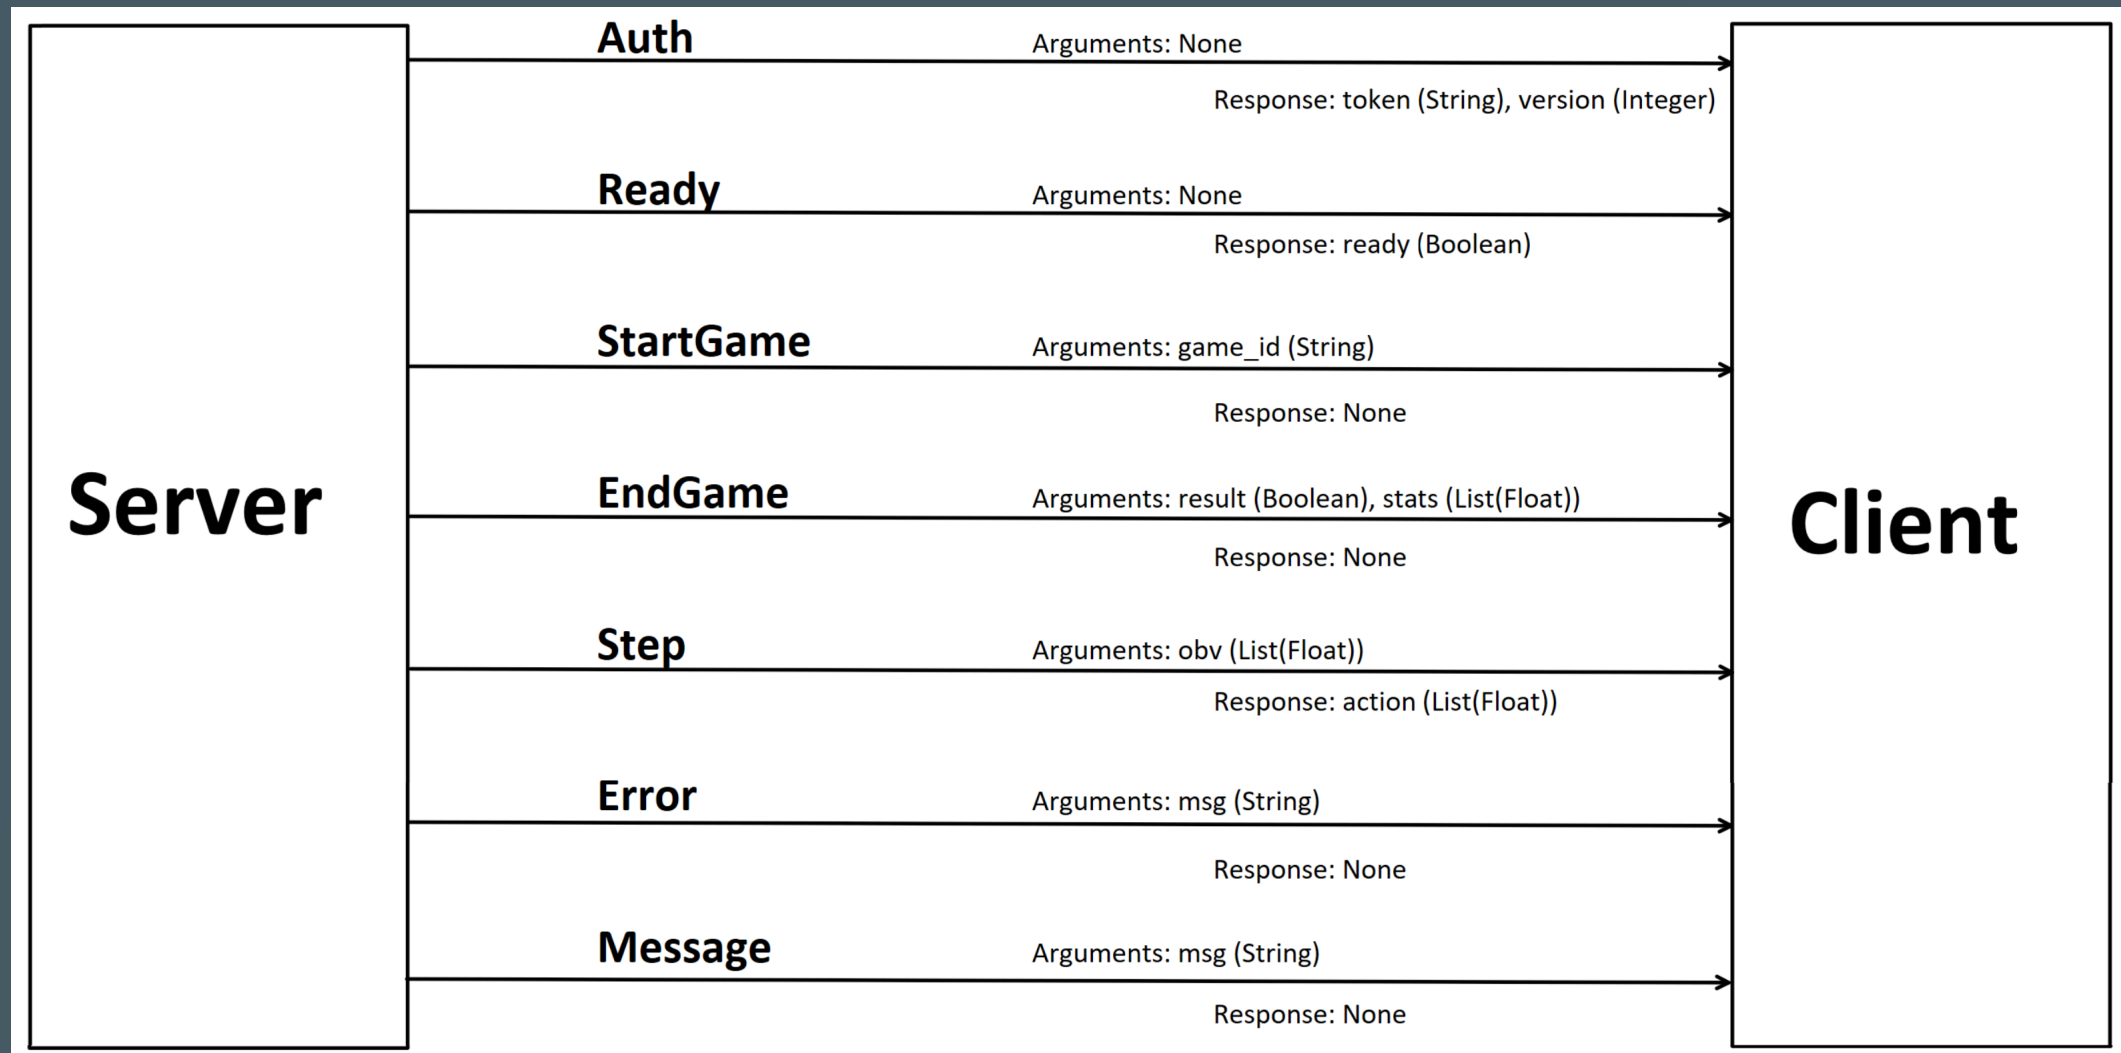 Auth
Arguments: None
Response: token (String), version (Integer)
Ready
Arguments: None
Response: ready (Boolean)
StartGame
Arguments: game_id (String)
Response: None
Server
EndGame
Arguments: result (Boolean), stats (List(Float))
Client
Response: None
Step
Arguments: obv (List(Float))
Response: action (List(Float))
Error
Arguments: msg (String)
Response: None
Message
Arguments: msg (String)
Response: None